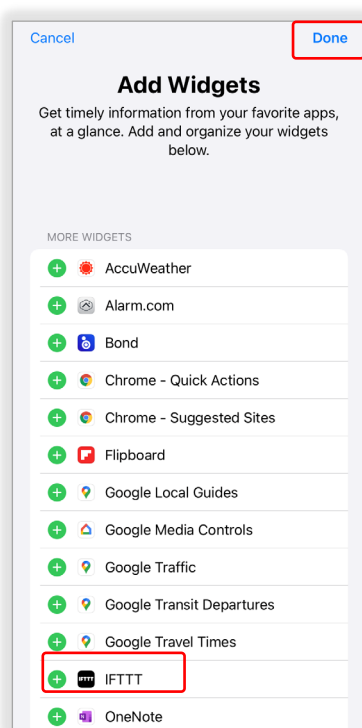 Cancel Done
Add Widgets
Get timely information from your favorite apps,
at a glance. Add and organize your widgets
below.
MORE WIDGETS
AccuWeather
Alarm.com
Bond
Chrome - Quick Actions
Chrome - Suggested Sites
Flipboard
Google Local Guides
Google Media Controls
Google Traffic
Google Transit Departures
Google Travel Times
IFTTT IFTTT
OneNote